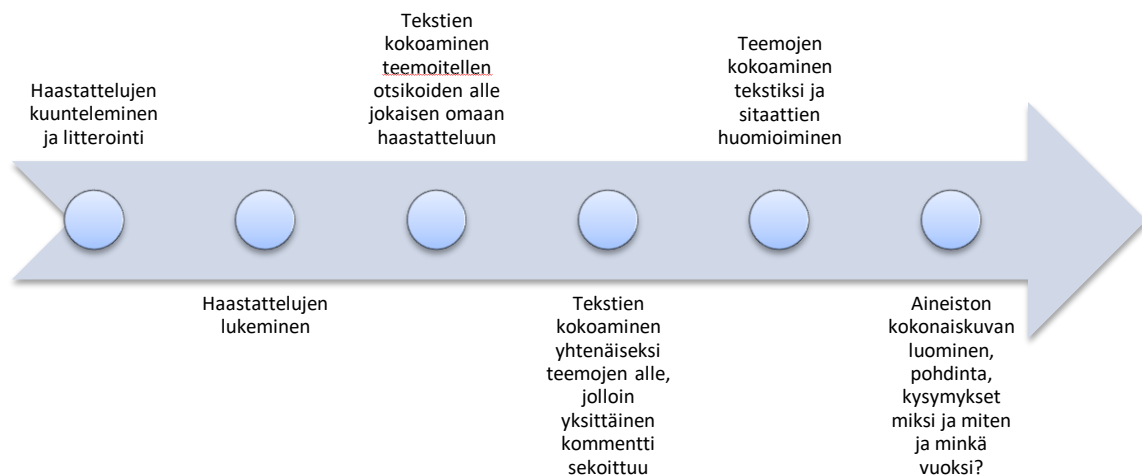 Haastattelujen
kuunteleminen
ja litterointi
Haastattelujen
lukeminen
Tekstien
kokoaminen
teemoitellen
otsikoiden alle
jokaisen omaan
haastatteluun
Tekstien
kokoaminen
yhtenäiseksi
teemojen alle,
jolloin
yksittäinen
kommentti
sekoittuu
Teemojen
kokoaminen
tekstiksi ja
sitaattien
huomioiminen
Aineiston
kokonaiskuvan
luominen,
pohdinta,
kysymykset
miksi ja miten
ja minkä
vuoksi?